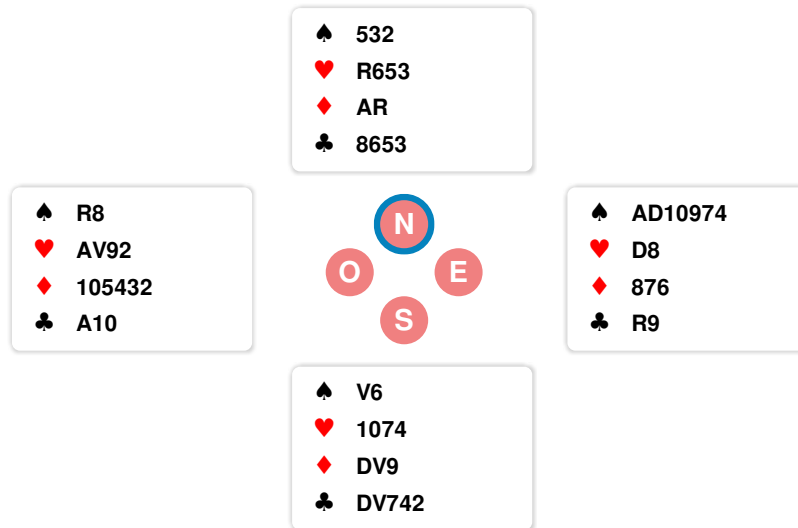 ♠ 532
♥ R653
♦ AR
♣ 8653
♠ R8
♥ AV92
♦ 105432
♣ A10
N
O E
S
♠ AD10974
♥ D8
♦ 876
♣ R9
♠ V6
♥ 1074
♦ DV9
♣ DV742